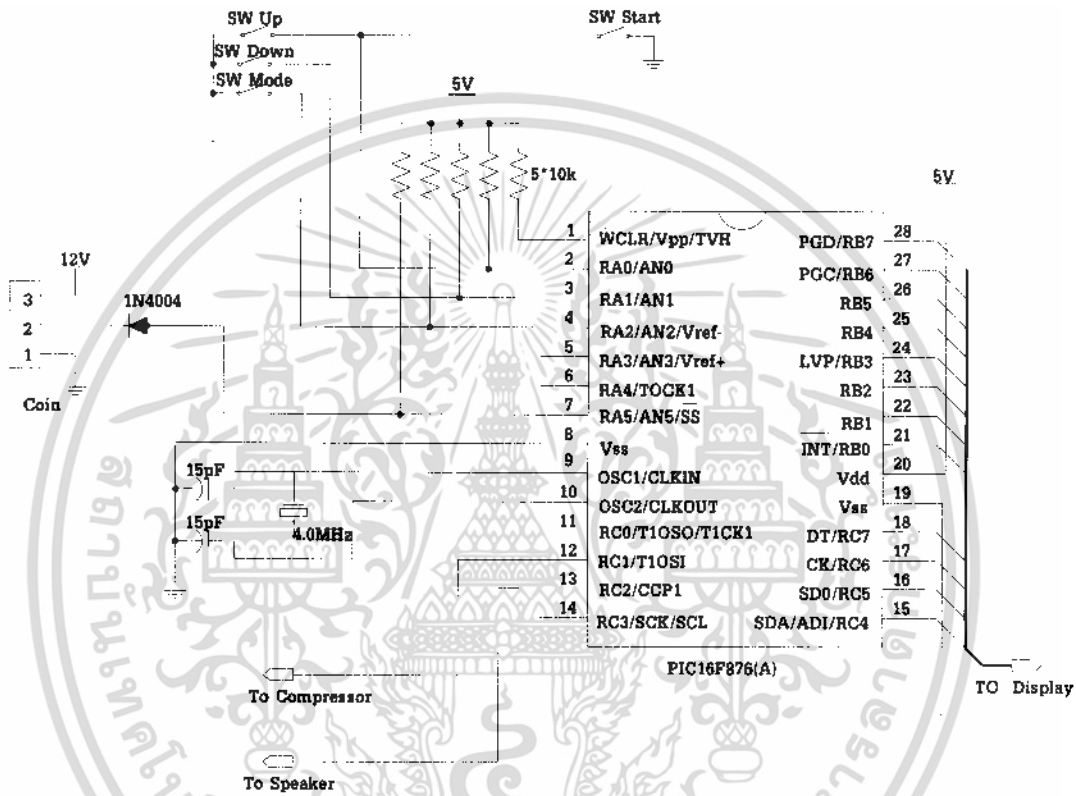 SW Up
SW Start
SW Down
SW Mode
5V
5*10k
5V
12V
3
2
1
1N4004
Coin
1 WCLR/Vpp/TVH
2 RA0/AN0
3 RA1/AN1
4 RA2/AN2/Vref-
5 RA3/AN3/Vref+
6 RA4/TOCK1
7 RA5/AN5/SS
8 Vss
9 OSC1/CLKIN
10 OSC2/CLKOUT
11 RC0/T1OSO/T1CK1
12 RC1/T1OSI
13 RC2/CCP1
14 RC3/SCK/SCL
PGD/RB7 28
PGC/RB6 27
RB5 26
RB4 25
LVP/RB3 24
RB2 23
RB1 22
INT/RB0 21
Vdd 20
Vss 19
DT/RC7 18
CK/RC6 17
SD0/RC5 16
SDA/ADI/RC4 15
15pF
15pF
4.0MHz
PIC16F876(A)
To Compressor
TO Display
To Speaker